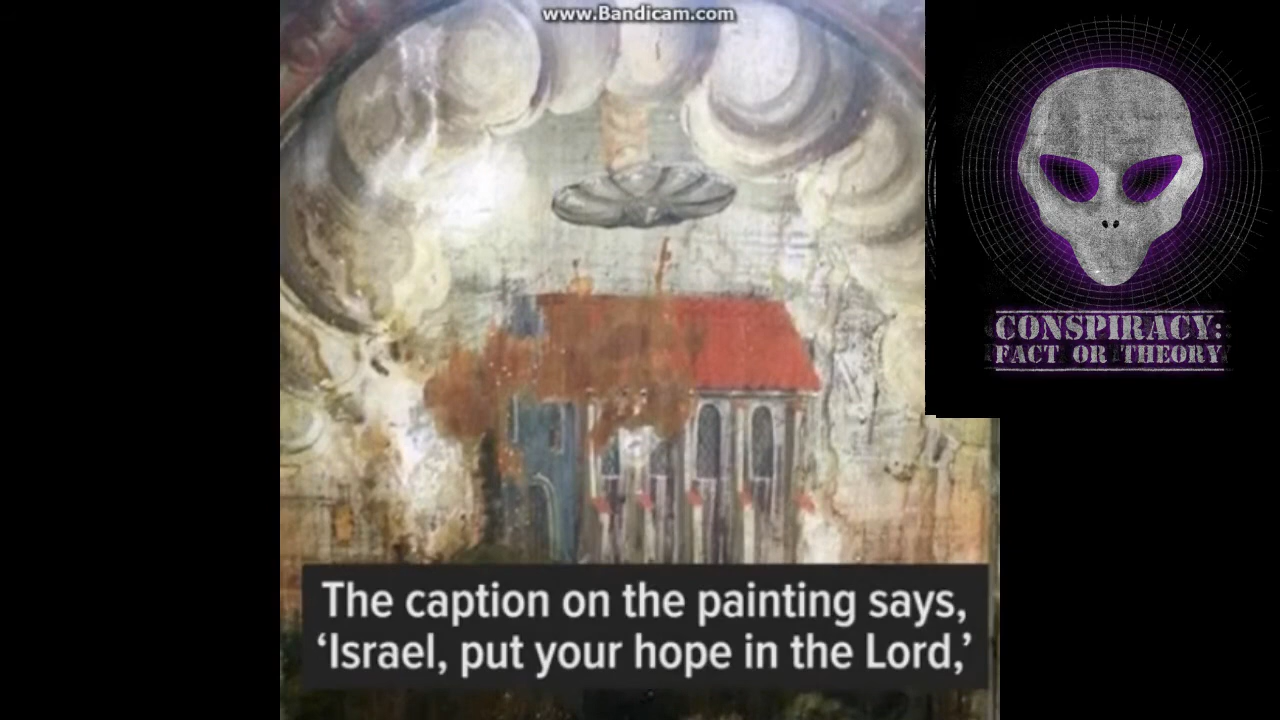 www.Bandicam.com
CONSPIRACY:
FACT OR THEORY
The caption on the painting says,
‘Israel, put your hope in the Lord,’